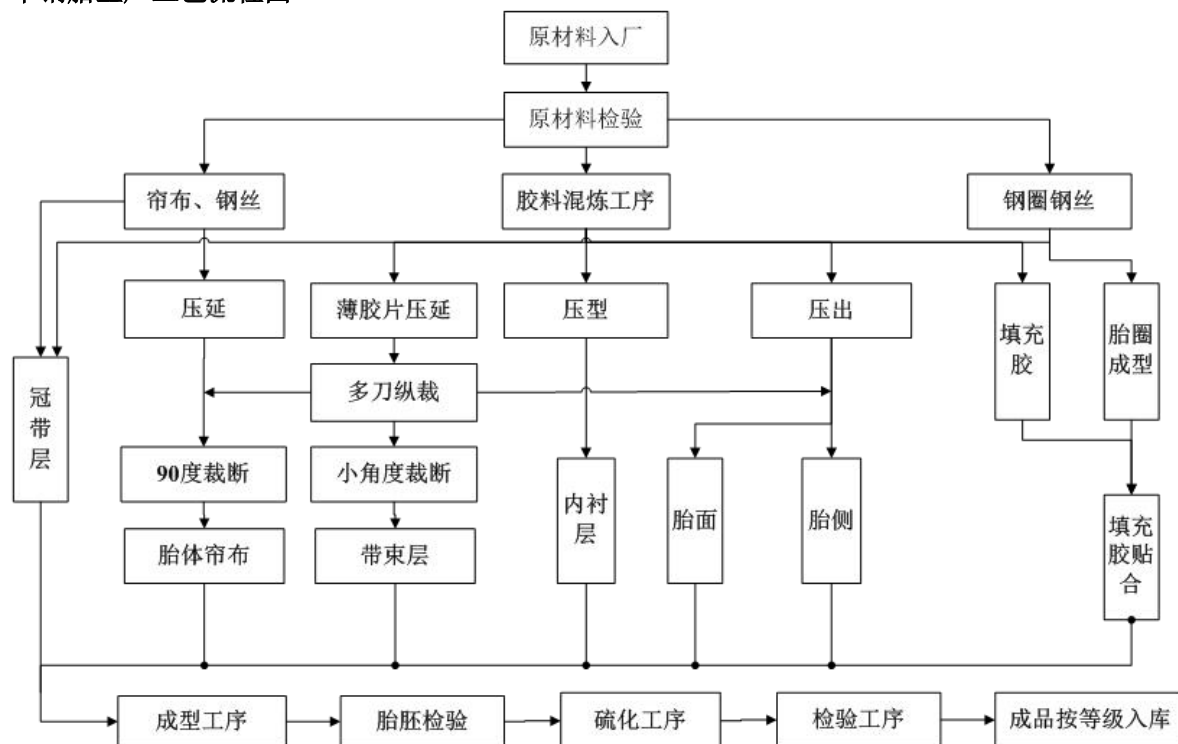 原材料入厂
原材料检验
帘布、钢丝
胶料混炼工序
钢圈钢丝
压延
薄胶片压延
压型
压出
填充
胶
胎圈
成型
冠
带
层
多刀纵裁
90度裁断
小角度裁断
内衬
层
胎面
胎侧
填充
胶贴
合
胎体帘布
带束层
成型工序
胎胚检验
硫化工序
检验工序
成品按等级入库